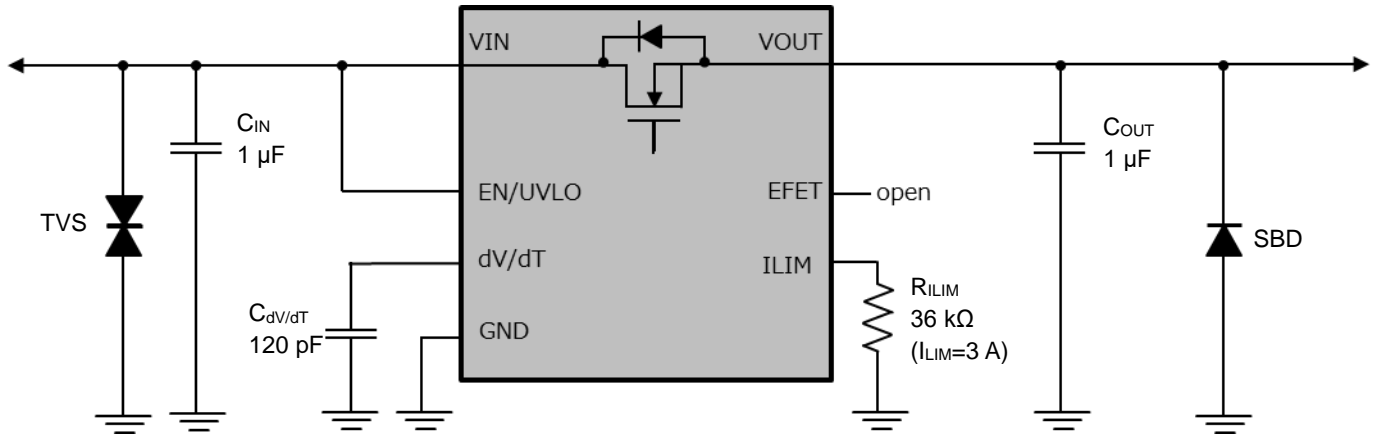 VIN
VOUT
CIN
1 µF
COUT
1 µF
EN/UVLO
EFET
open
TVS
SBD
dV/dT
ILIM
RILIM
36 kΩ
(ILIM=3 A)
CdV/dT
120 pF
GND